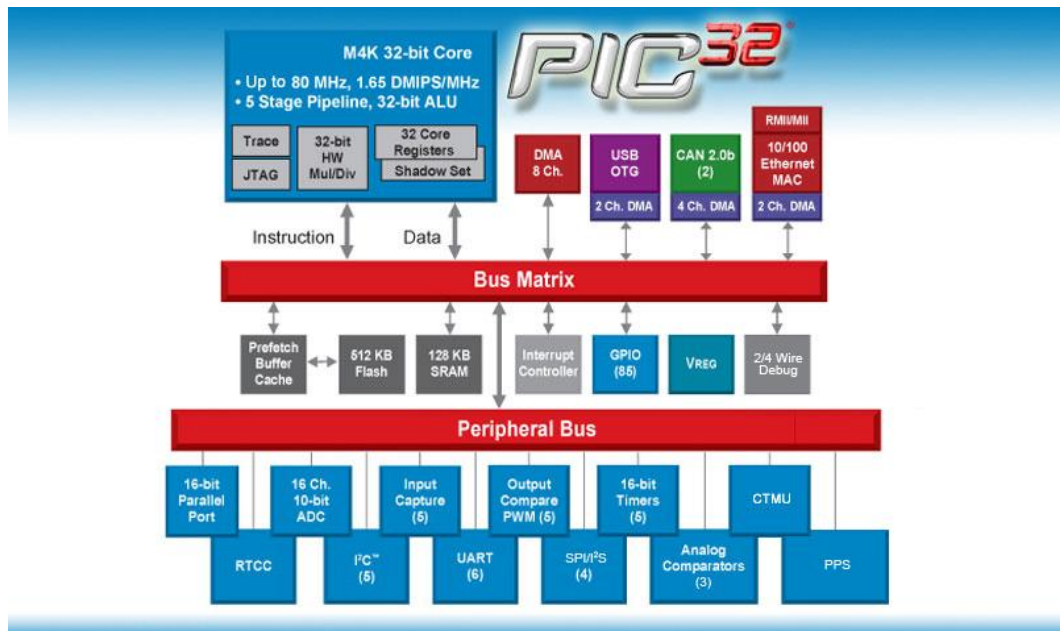 PIC32®
M4K 32-bit Core
• Up to 80 MHz, 1.65 DMIPS/MHz
• 5 Stage Pipeline, 32-bit ALU
Trace
JTAG
32-bit
HW
Mul/Div
32 Core
Registers
Shadow Set
DMA
8 Ch.
USB
OTG
2 Ch. DMA
CAN 2.0b
(2)
4 Ch. DMA
RMII/MII
10/100
Ethernet
MAC
2 Ch. DMA
Instruction
Data
Bus Matrix
Prefetch
Buffer
Cache
512 KB
Flash
128 KB
SRAM
Interrupt
Controller
GPIO
(85)
VREG
2/4 Wire
Debug
Peripheral Bus
16-bit
Parallel
Port
RTCC
16 Ch.
10-bit
ADC
I²C™
(5)
Input
Capture
(5)
UART
(6)
Output
Compare
PWM (5)
SPI/I²S
(4)
16-bit
Timers
(5)
Analog
Comparators
(3)
CTMU
PPS